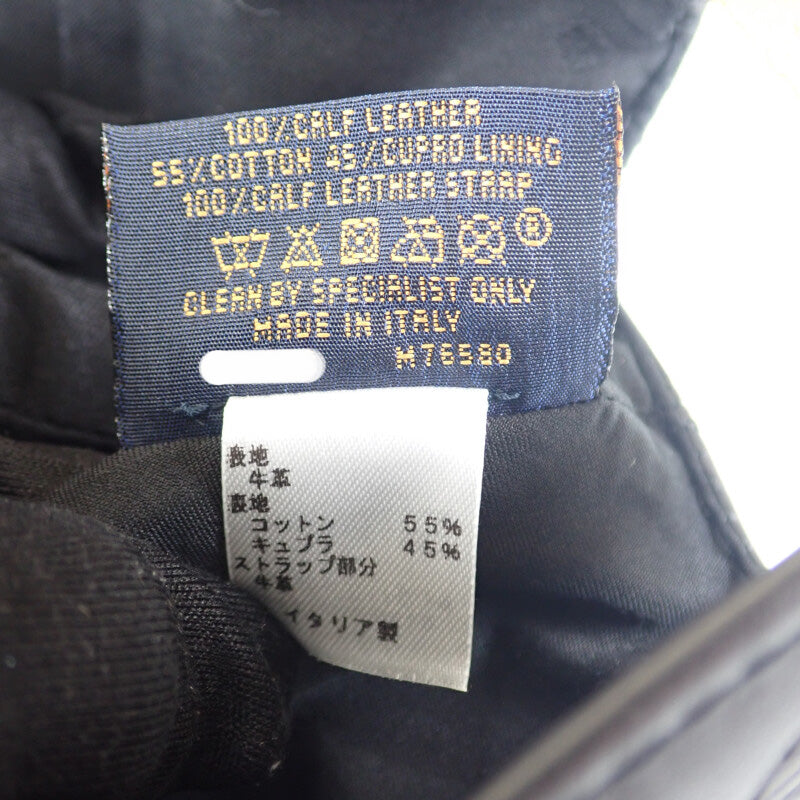 100% CALF LEATHER
55% COTTON 45% CUPRO LINING
100% CALF LEATHER STRAP
®
CLEAN BY SPECIALIST ONLY
MADE IN ITALY
M76580
表地
牛革
裏地
コットン 55%
キュプラ 45%
ストラップ部分
牛革
イタリア製